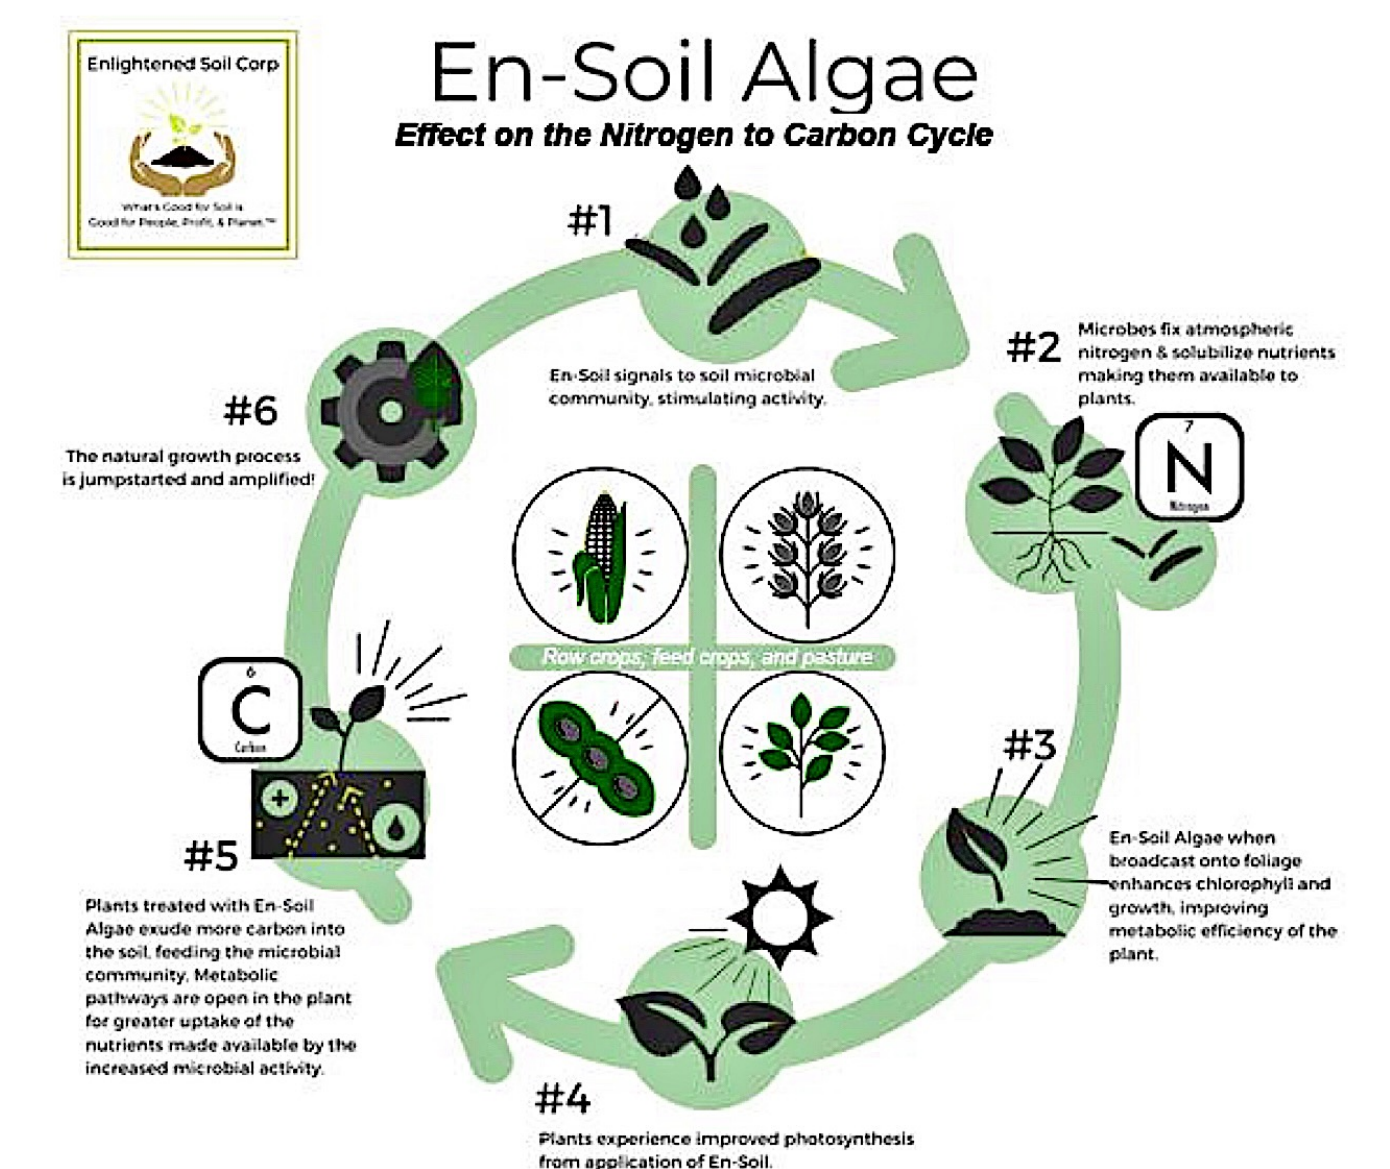 Enlightened Soil Corp
What's Good for Soil is
Good for People, Profit, & Planet.™
En-Soil Algae
Effect on the Nitrogen to Carbon Cycle
#1
En-Soil signals to soil microbial
community, stimulating activity.
#2
Microbes fix atmospheric
nitrogen & solubilize nutrients
making them available to
plants.
7
N
Nitrogen
#3
En-Soil Algae when
broadcast onto foliage
enhances chlorophyll and
growth, improving
metabolic efficiency of the
plant.
#4
Plants experience improved photosynthesis
from application of En-Soil.
#5
Plants treated with En-Soil
Algae exude more carbon into
the soil, feeding the microbial
community. Metabolic
pathways are open in the plant
for greater uptake of the
nutrients made available by the
increased microbial activity.
6
C
Carbon
#6
The natural growth process
is jumpstarted and amplified!
Row crops, feed crops, and pasture